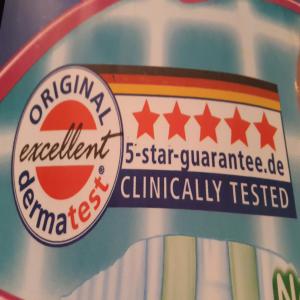 ORIGINAL
excellent
dermatest®
5-star-guarantee.de
CLINICALLY TESTED
N